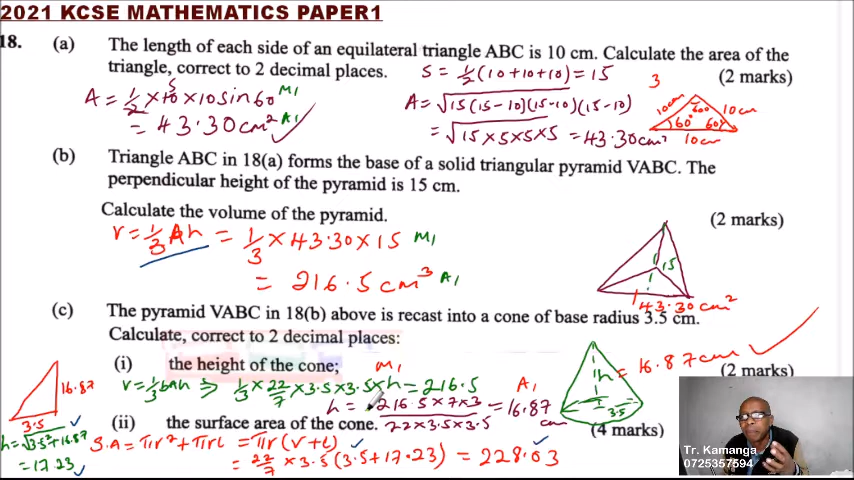 2021 KCSE MATHEMATICS PAPER1
18. (a) The length of each side of an equilateral triangle ABC is 10 cm. Calculate the area of the
triangle, correct to 2 decimal places. (2 marks)
S = 1/2(10+10+10) = 15
A = 1/2 × 10 × 10 sin 60 M1
5
= 43.30cm² A1
A = √15(15-10)(15-10)(15-10)
= √15×5×5×5 = 43.30cm²
3
10cm 60° 10cm
60° 60°
10cm
(b) Triangle ABC in 18(a) forms the base of a solid triangular pyramid VABC. The
perpendicular height of the pyramid is 15 cm.
Calculate the volume of the pyramid. (2 marks)
V = 1/3 Ah = 1/3 × 43.30 × 15 M1
= 216.5 cm³ A1
15
43.30cm²
(c) The pyramid VABC in 18(b) above is recast into a cone of base radius 3.5 cm.
Calculate, correct to 2 decimal places:
(i) the height of the cone; (2 marks)
M1
V = 1/3 bAh ⇒ 1/3 × 22/7 × 3.5 × 3.5 × h = 216.5
h = 216.5×7×3 / 22×3.5×3.5 = 16.87 cm A1
h = 16.87cm
3.5
16.87
3.5
(ii) the surface area of the cone. (4 marks)
h = √3.5²+16.87
= 17.23
S.A = πr² + πrl = πr(r+l)
= 22/7 × 3.5(3.5+17.23) = 228.03
Tr. Kamanga
0725357594